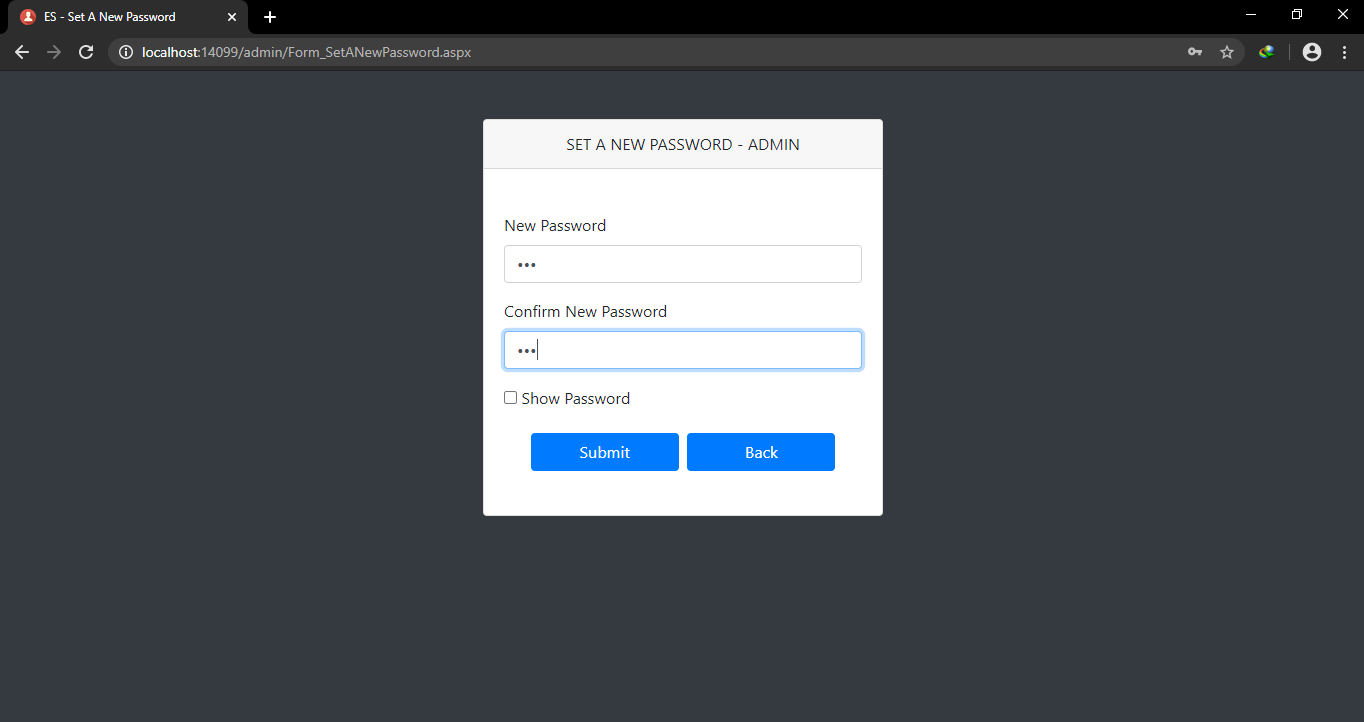 ES - Set A New Password
localhost:14099/admin/Form_SetANewPassword.aspx
SET A NEW PASSWORD - ADMIN
New Password
•••
Confirm New Password
•••
Show Password
Submit Back